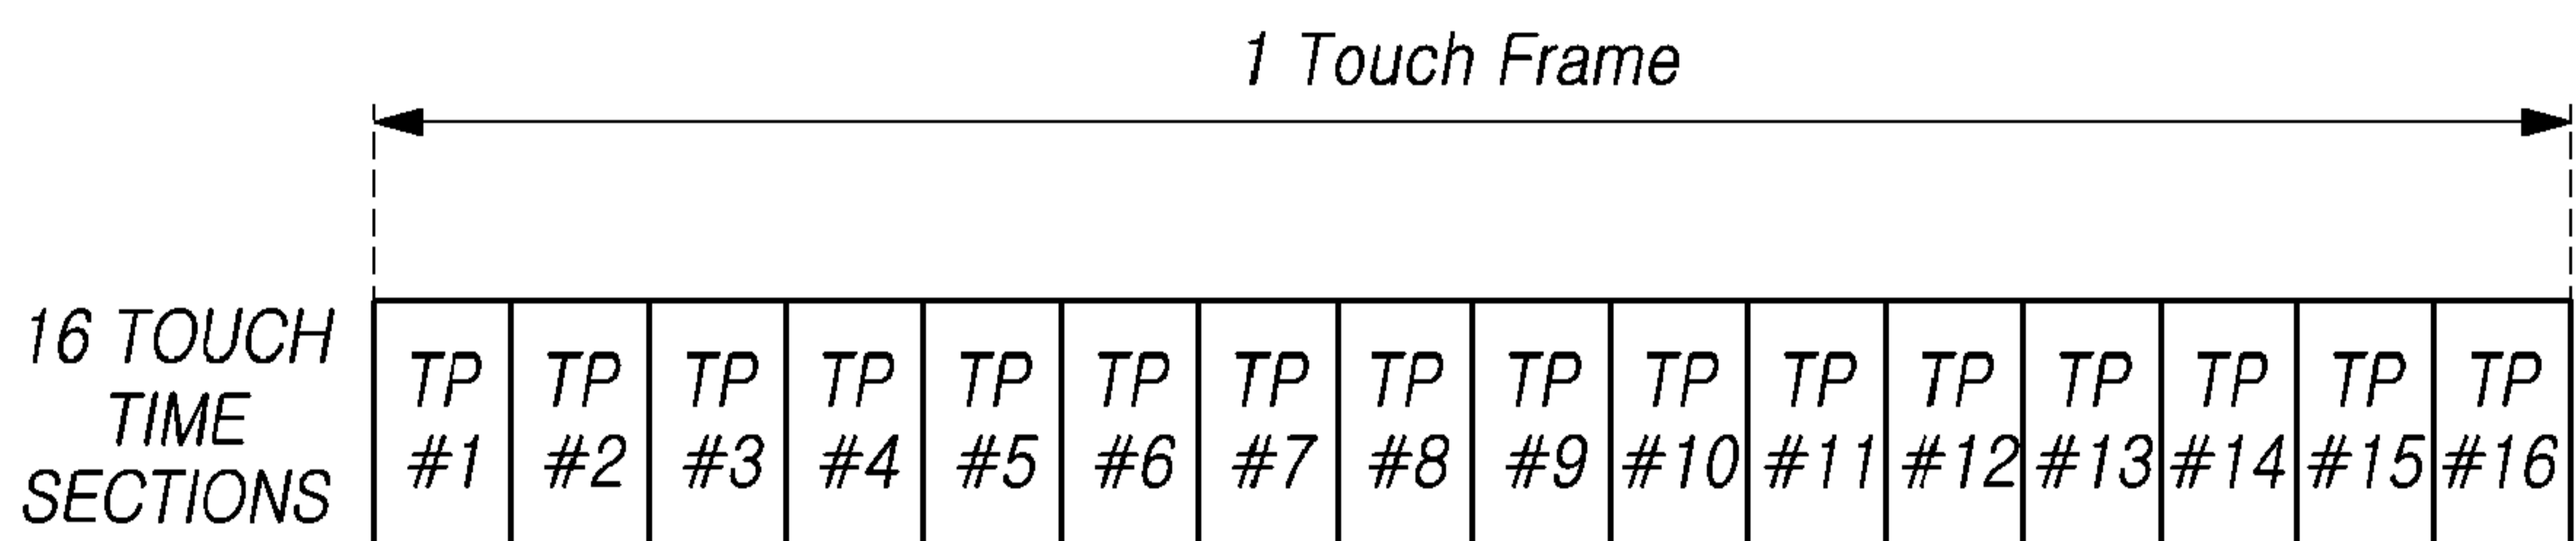 1 Touch Frame
16 TOUCH
TIME
SECTIONS
TP TP TP TP TP TP TP TP TP TP TP TP TP TP TP TP
#1 #2 #3 #4 #5 #6 #7 #8 #9 #10 #11 #12 #13 #14 #15 #16